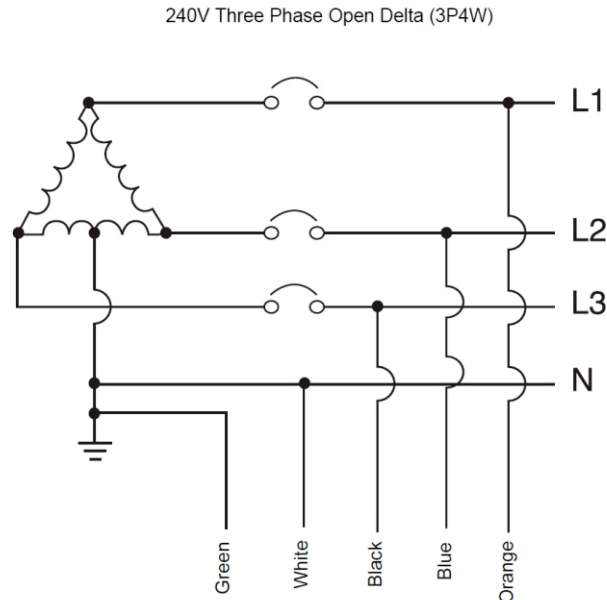 240V Three Phase Open Delta (3P4W)
L1
L2
L3
N
Green
White
Black
Blue
Orange